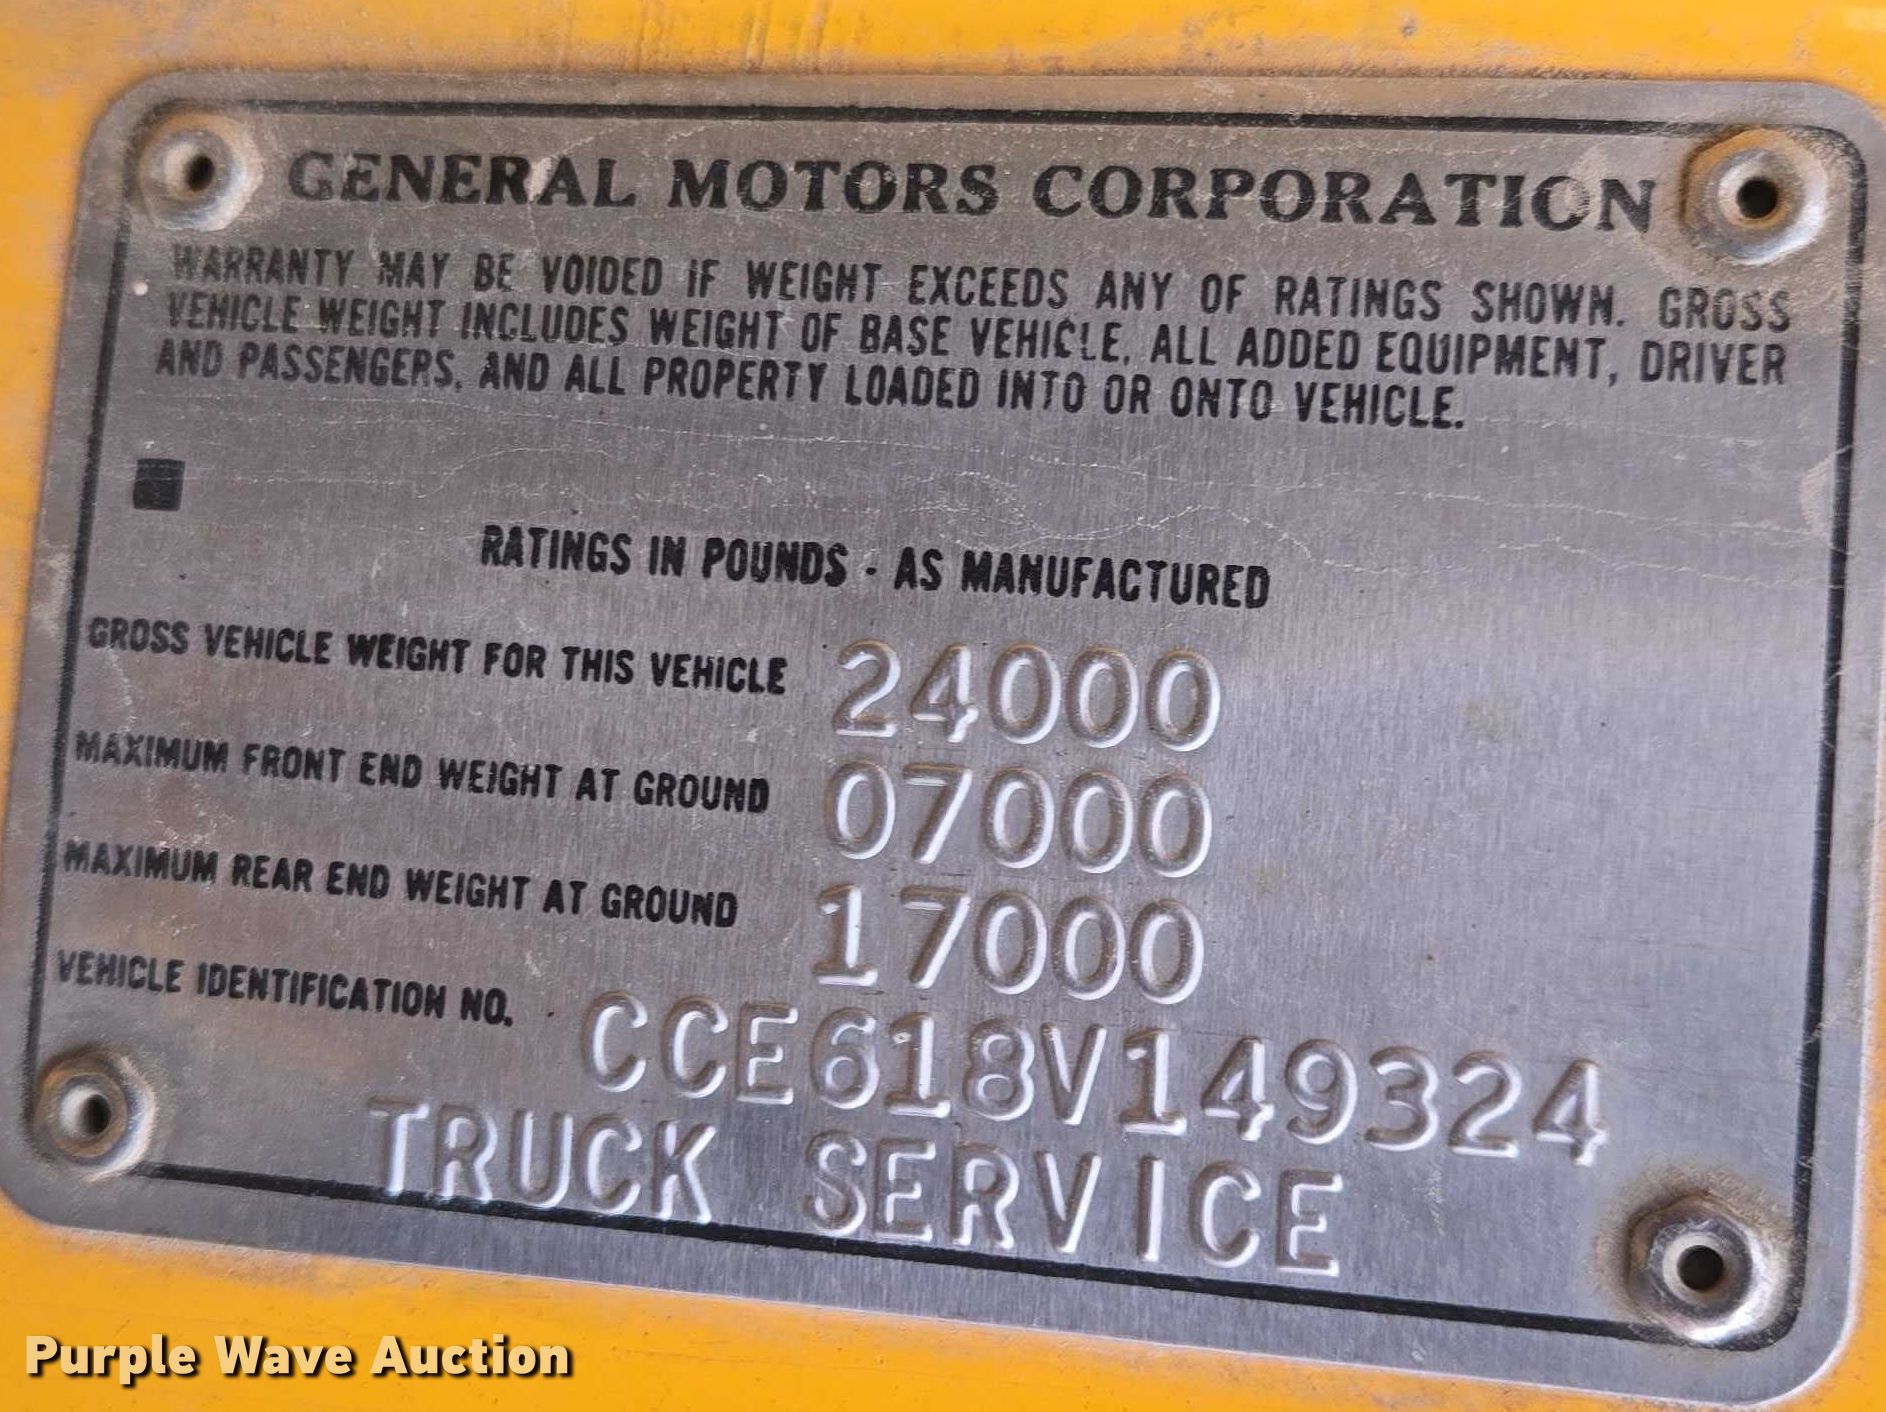 GENERAL MOTORS CORPORATION
WARRANTY MAY BE VOIDED IF WEIGHT EXCEEDS ANY OF RATINGS SHOWN. GROSS
VEHICLE WEIGHT INCLUDES WEIGHT OF BASE VEHICLE, ALL ADDED EQUIPMENT, DRIVER
AND PASSENGERS, AND ALL PROPERTY LOADED INTO OR ONTO VEHICLE.
RATINGS IN POUNDS - AS MANUFACTURED
GROSS VEHICLE WEIGHT FOR THIS VEHICLE 24000
MAXIMUM FRONT END WEIGHT AT GROUND 07000
MAXIMUM REAR END WEIGHT AT GROUND 17000
VEHICLE IDENTIFICATION NO. CCE618V149324
TRUCK SERVICE
Purple Wave Auction